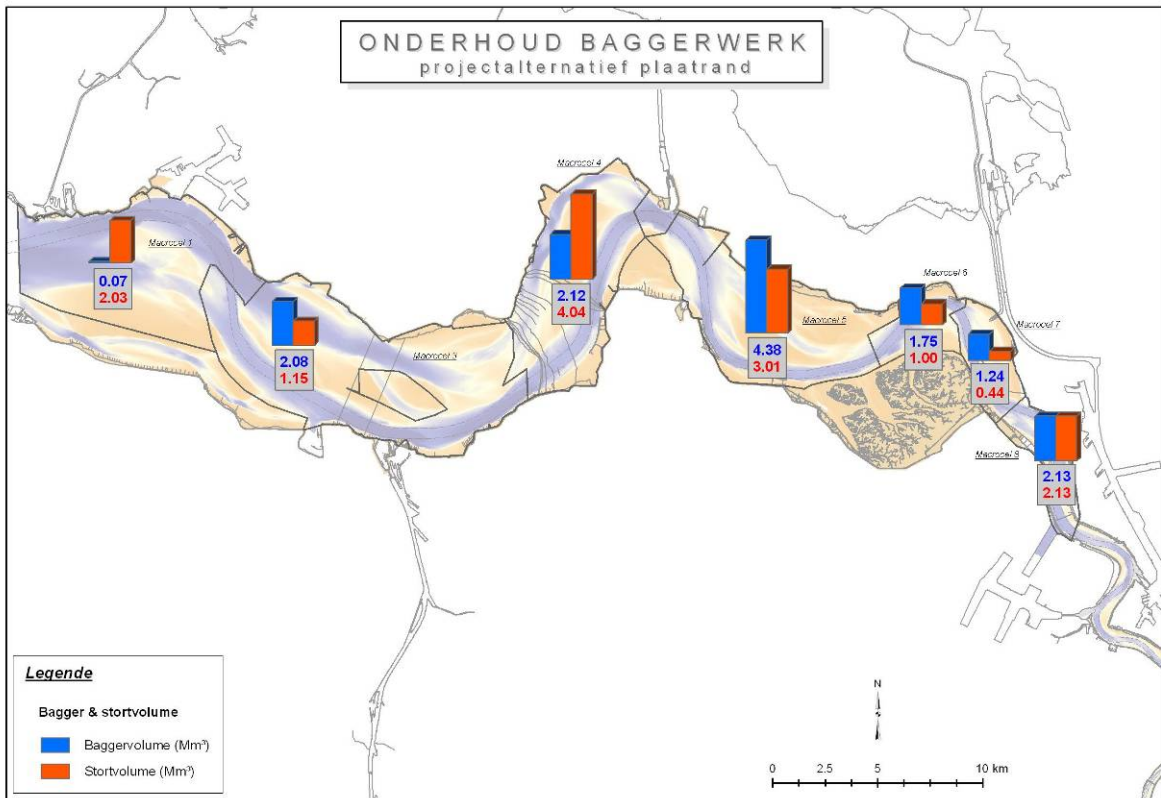 ONDERHOUD BAGGERWERK
projectalternatief plaatrand
Macrocel 4
Macrocel 1
0.07
2.03
2.08
1.15
Macrocel 3
2.12
4.04
4.38
3.01
Macrocel 5
Macrocel 6
1.75
1.00
Macrocel 7
1.24
0.44
Macrocel 8
2.13
2.13
Legende
Bagger & stortvolume
Baggervolume (Mm³)
Stortvolume (Mm³)
N
0 2.5 5 10 km